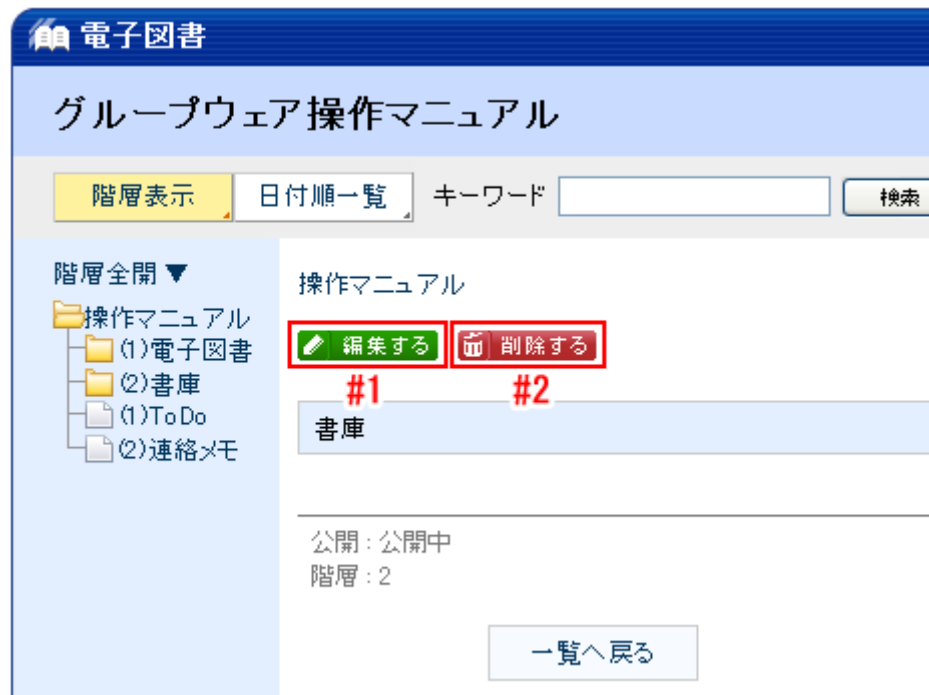 電子図書
グループウェア操作マニュアル
階層表示 日付順一覧 キーワード 検索
階層全開▼
操作マニュアル
(1)電子図書
(2)書庫
(1)ToDo
(2)連絡メモ
操作マニュアル
編集する 削除する
#1 #2
書庫
公開：公開中
階層：2
一覧へ戻る